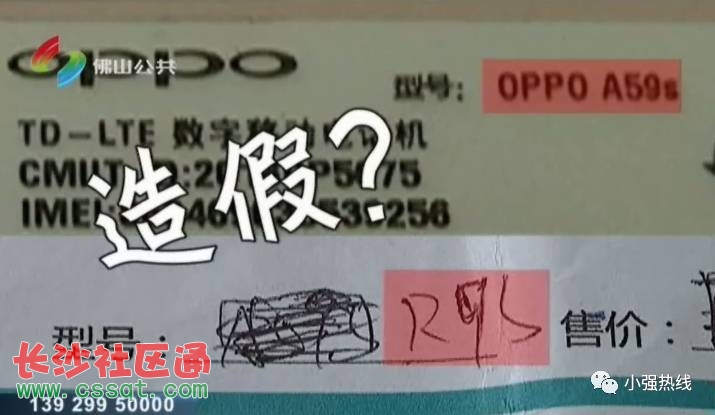 oppo
佛山公共
型号: OPPO A59s
TD-LTE 数字移动电话机
造假?
型号: R9s 售价:
长沙社区通
www.cssqt.com
小强热线
139 299 50000